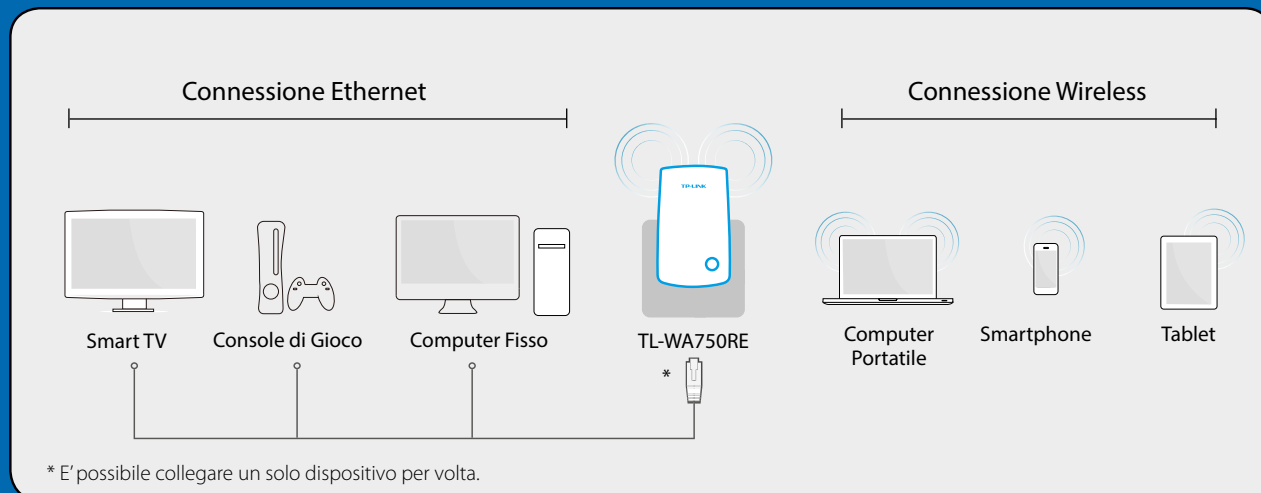 Connessione Ethernet
Connessione Wireless
TP-LINK
Smart TV
Console di Gioco
Computer Fisso
TL-WA750RE
Computer
Portatile
Smartphone
Tablet
*
* E' possibile collegare un solo dispositivo per volta.